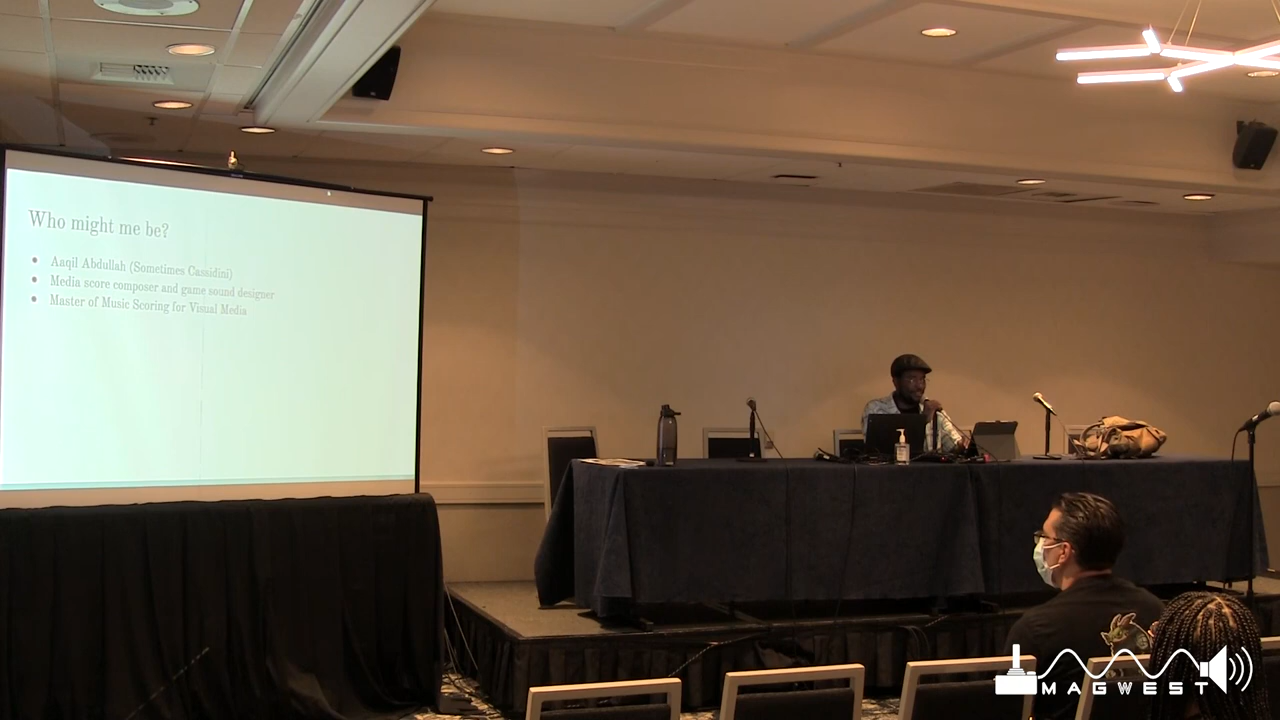 Who might me be?
Aaqil Abdullah (Sometimes Cassidini)
Media score composer and game sound designer
Master of Music Scoring for Visual Media
MAGWEST